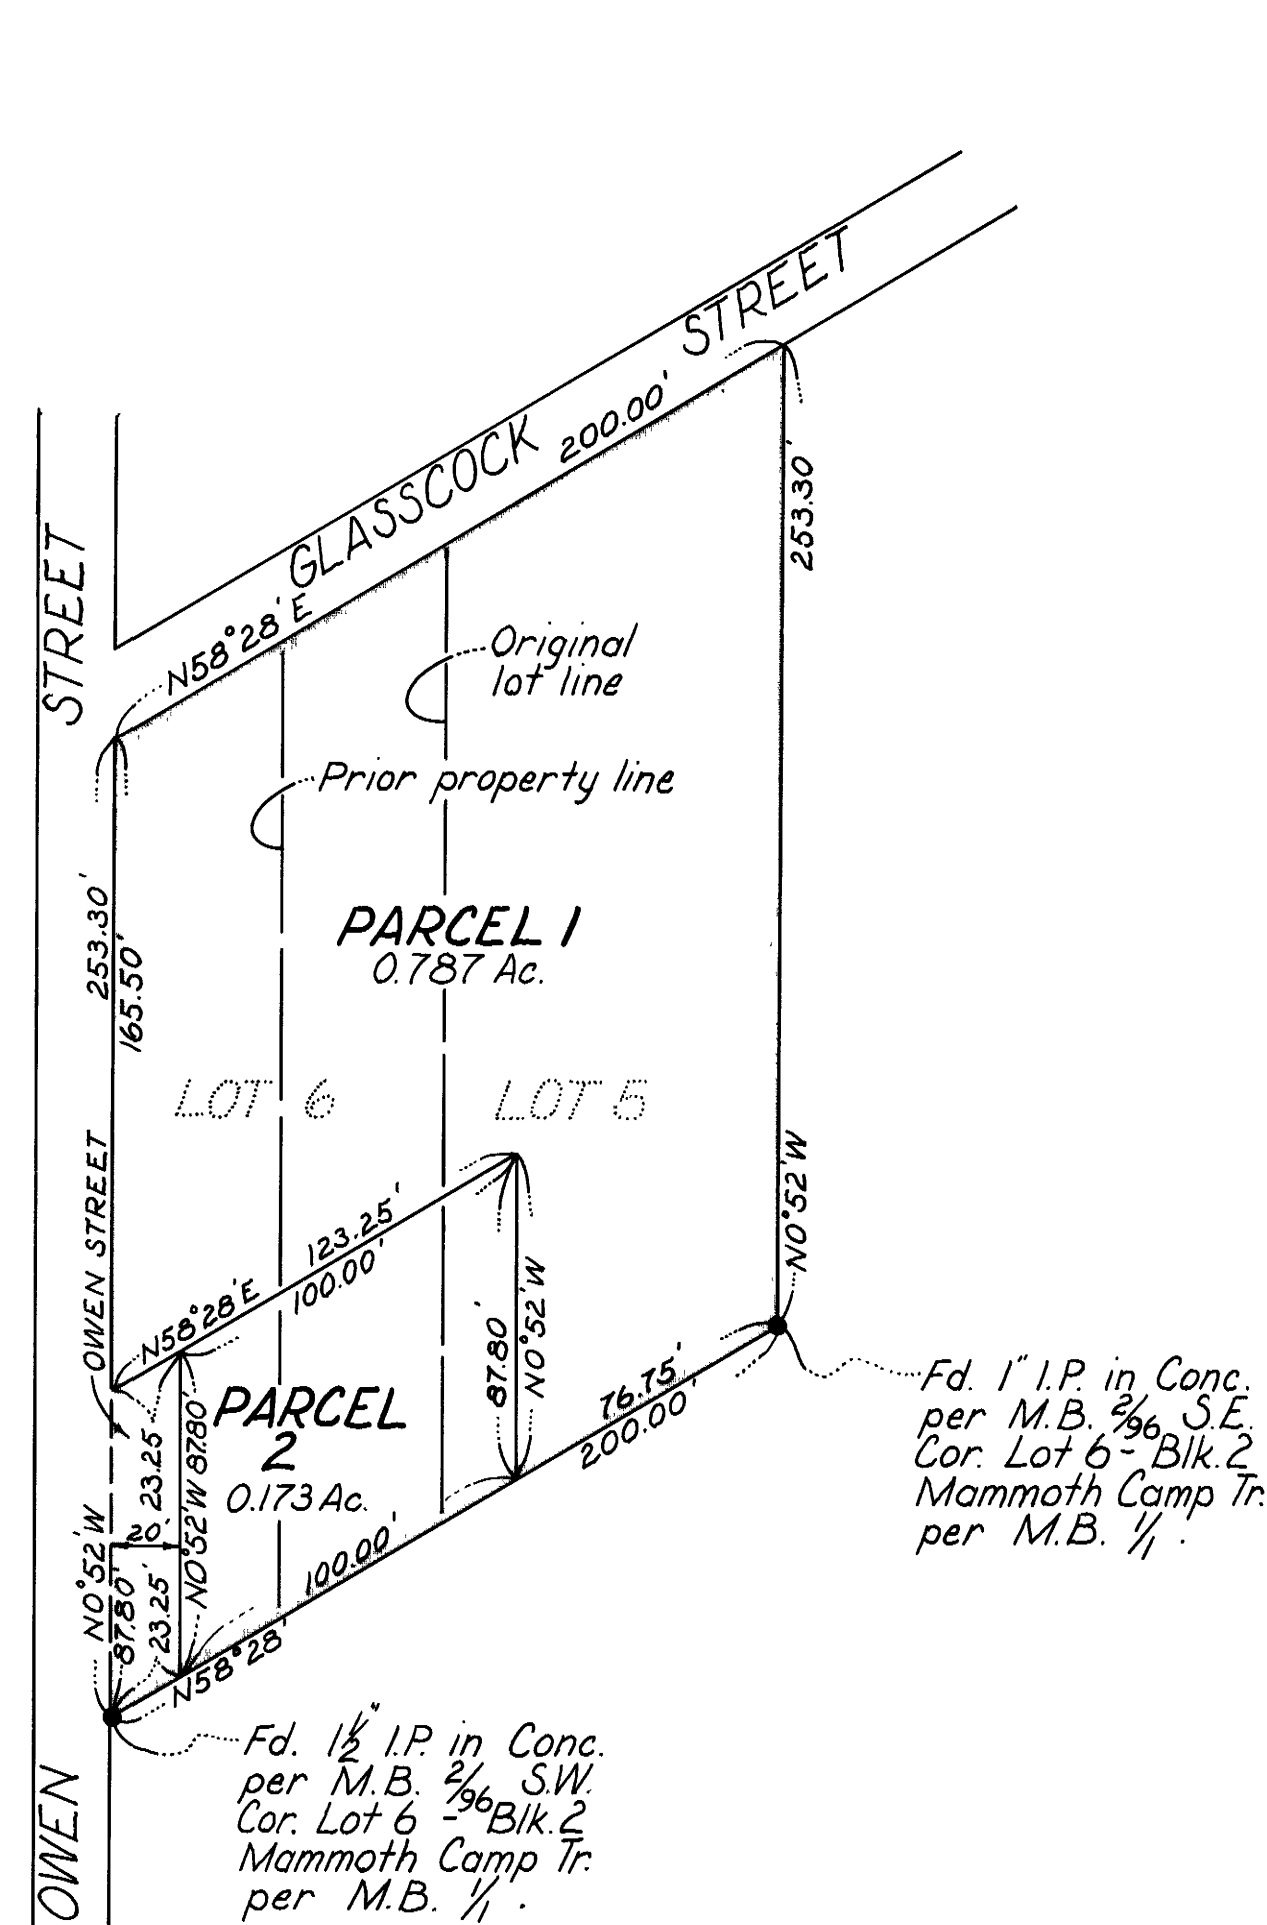 GLASSCOCK STREET
N58°28' E
200.00'
253.30'
STREET
Original
lot line
Prior property line
253.30'
165.50'
PARCEL 1
0.787 Ac.
LOT 6
LOT 5
OWEN STREET
N58°28'E
123.25'
100.00'
87.80'
N0°52'W
N0°52'W
PARCEL
2
0.173 Ac.
23.25'
N0°52'W 87.80'
20'
N0°52'W
87.80'
23.25'
100.00'
76.75'
200.00'
N58°28'
Fd. 1" I.P. in Conc.
per M.B. 2/96 S.E.
Cor. Lot 6 - Blk. 2
Mammoth Camp Tr.
per M.B. 1/1 .
Fd. 1½" I.P. in Conc.
per M.B. 2/96 S.W.
Cor. Lot 6 - Blk. 2
Mammoth Camp Tr.
per M.B. 1/1 .
OWEN